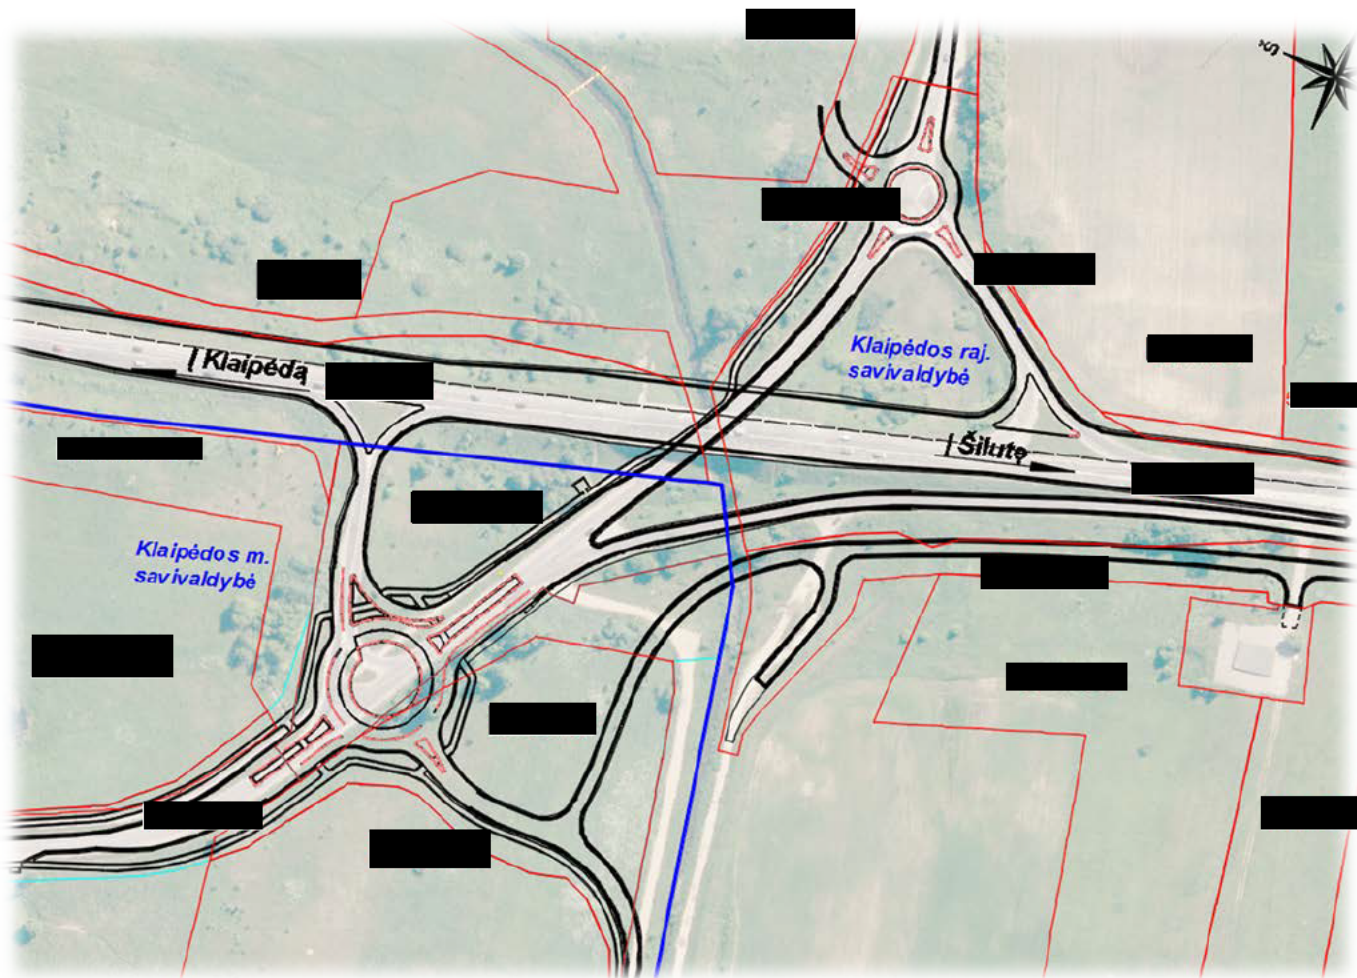 Š
Į Klaipėdą
Klaipėdos raj.
savivaldybė
Į Šilutę
Klaipėdos m.
savivaldybė